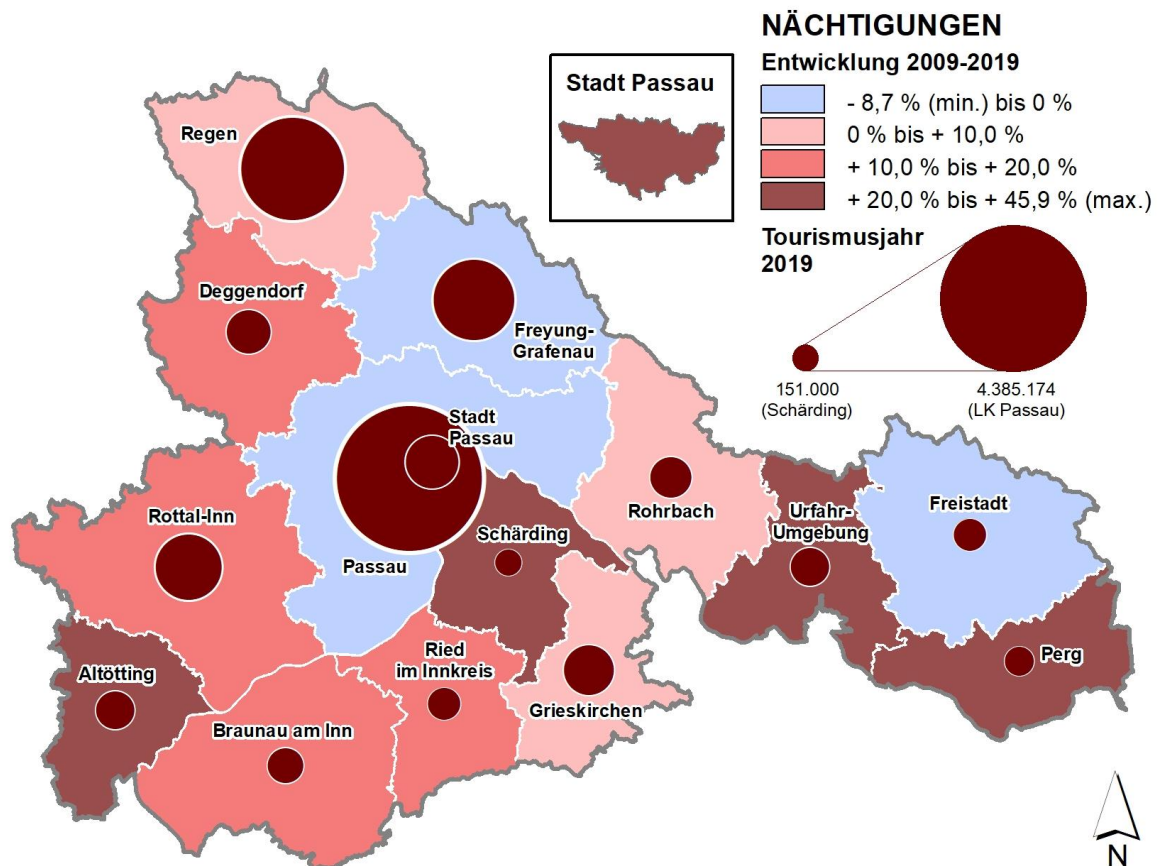 NÄCHTIGUNGEN
Entwicklung 2009-2019
- 8,7 % (min.) bis 0 %
0 % bis + 10,0 %
+ 10,0 % bis + 20,0 %
+ 20,0 % bis + 45,9 % (max.)
Tourismusjahr
2019
151.000
(Schärding)
4.385.174
(LK Passau)
Stadt Passau
Regen
Deggendorf
Freyung-
Grafenau
Stadt
Passau
Rottal-Inn
Passau
Schärding
Rohrbach
Urfahr-
Umgebung
Freistadt
Altötting
Ried
im Innkreis
Grieskirchen
Perg
Braunau am Inn
N